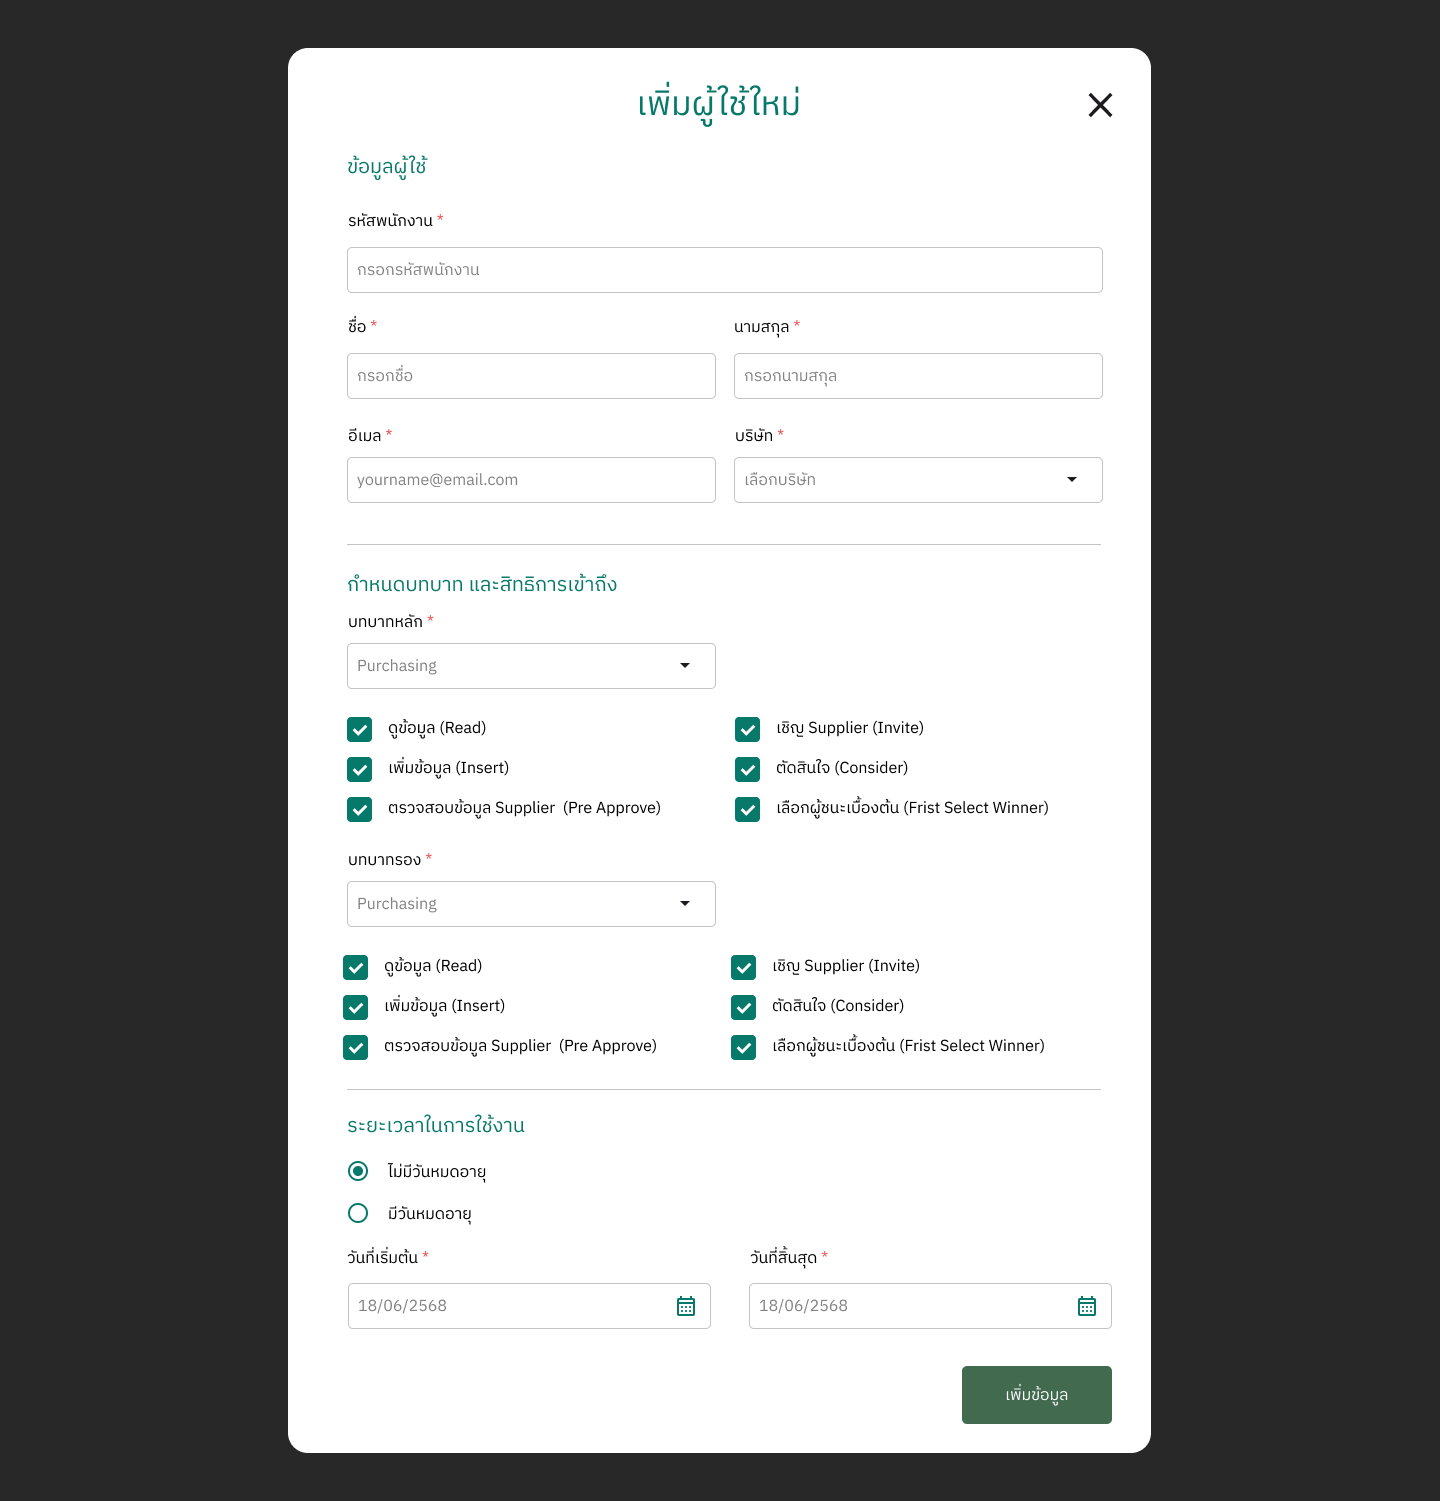 เพิ่มผู้ใช้ใหม่
ข้อมูลผู้ใช้
รหัสพนักงาน *
กรอกรหัสพนักงาน
ชื่อ * นามสกุล *
กรอกชื่อ กรอกนามสกุล
อีเมล * บริษัท *
yourname@email.com เลือกบริษัท
กำหนดบทบาท และสิทธิการเข้าถึง
บทบาทหลัก *
Purchasing
ดูข้อมูล (Read) เชิญ Supplier (Invite)
เพิ่มข้อมูล (Insert) ตัดสินใจ (Consider)
ตรวจสอบข้อมูล Supplier  (Pre Approve) เลือกผู้ชนะเบื้องต้น (Frist Select Winner)
บทบาทรอง *
Purchasing
ดูข้อมูล (Read) เชิญ Supplier (Invite)
เพิ่มข้อมูล (Insert) ตัดสินใจ (Consider)
ตรวจสอบข้อมูล Supplier  (Pre Approve) เลือกผู้ชนะเบื้องต้น (Frist Select Winner)
ระยะเวลาในการใช้งาน
ไม่มีวันหมดอายุ
มีวันหมดอายุ
วันที่เริ่มต้น * วันที่สิ้นสุด *
18/06/2568 18/06/2568
เพิ่มข้อมูล